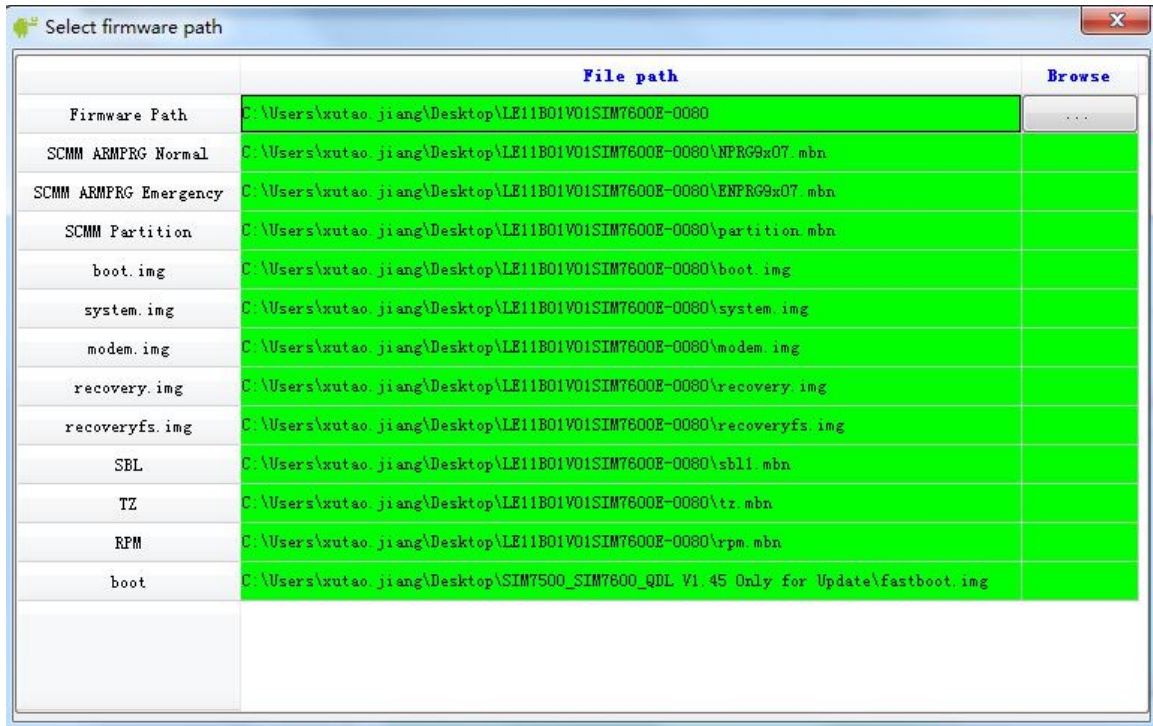 Select firmware path
File path Browse
Firmware Path C:\Users\xutao.jiang\Desktop\LE11B01V01SIM7600E-0080 ...
SCMM ARMPRG Normal C:\Users\xutao.jiang\Desktop\LE11B01V01SIM7600E-0080\NPRG9x07.mbn
SCMM ARMPRG Emergency C:\Users\xutao.jiang\Desktop\LE11B01V01SIM7600E-0080\ENPRG9x07.mbn
SCMM Partition C:\Users\xutao.jiang\Desktop\LE11B01V01SIM7600E-0080\partition.mbn
boot.img C:\Users\xutao.jiang\Desktop\LE11B01V01SIM7600E-0080\boot.img
system.img C:\Users\xutao.jiang\Desktop\LE11B01V01SIM7600E-0080\system.img
modem.img C:\Users\xutao.jiang\Desktop\LE11B01V01SIM7600E-0080\modem.img
recovery.img C:\Users\xutao.jiang\Desktop\LE11B01V01SIM7600E-0080\recovery.img
recoveryfs.img C:\Users\xutao.jiang\Desktop\LE11B01V01SIM7600E-0080\recoveryfs.img
SBL C:\Users\xutao.jiang\Desktop\LE11B01V01SIM7600E-0080\sbl1.mbn
TZ C:\Users\xutao.jiang\Desktop\LE11B01V01SIM7600E-0080\tz.mbn
RPM C:\Users\xutao.jiang\Desktop\LE11B01V01SIM7600E-0080\rpm.mbn
boot C:\Users\xutao.jiang\Desktop\SIM7500_SIM7600_QDL V1.45 Only for Update\fastboot.img